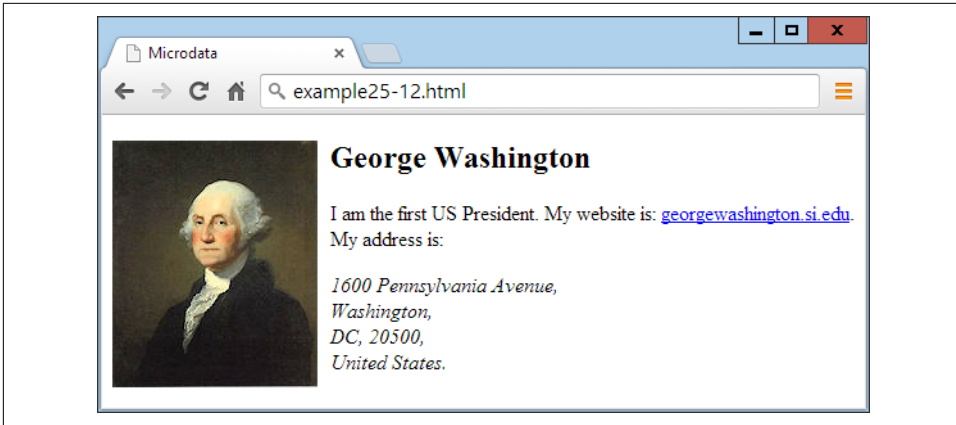 Microdata
example25-12.html
George Washington
I am the first US President. My website is: georgewashington.si.edu.
My address is:
1600 Pennsylvania Avenue,
Washington,
DC, 20500,
United States.